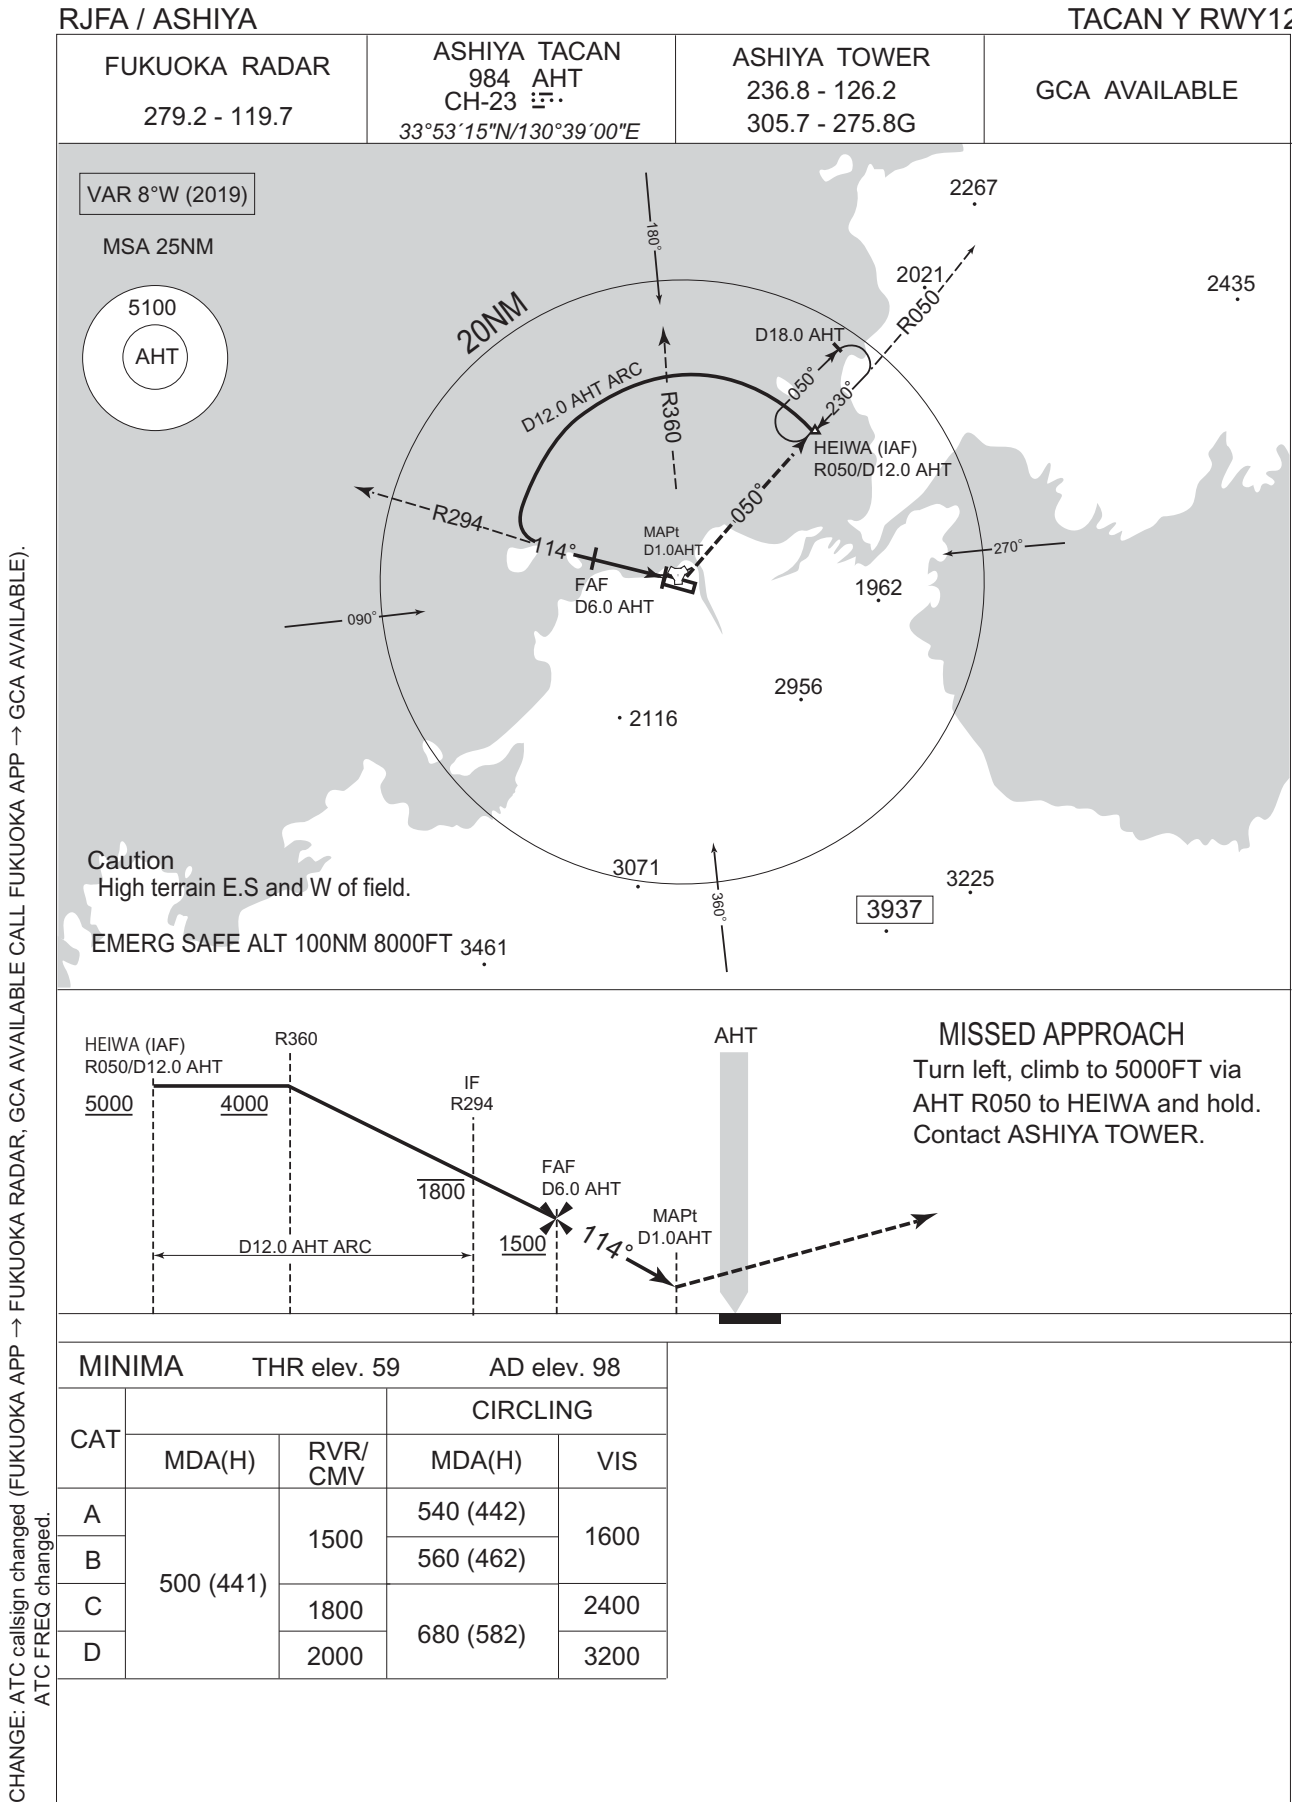 RJFA / ASHIYA
TACAN Y RWY12
FUKUOKA RADAR
279.2 - 119.7
ASHIYA TACAN
984 AHT
CH-23
33°53´15"N/130°39´00"E
ASHIYA TOWER
236.8 - 126.2
305.7 - 275.8G
GCA AVAILABLE
VAR 8°W (2019)
MSA 25NM
5100
AHT
2267
180°
2021
2435
20NM
R050
D18.0 AHT
050°
230°
D12.0 AHT ARC
R360
HEIWA (IAF)
R050/D12.0 AHT
R294
050°
114°
MAPt
D1.0AHT
270°
FAF
D6.0 AHT
1962
090°
2956
2116
Caution
High terrain E.S and W of field.
3071
3225
360°
3937
EMERG SAFE ALT 100NM 8000FT
3461
HEIWA (IAF)
R050/D12.0 AHT
R360
AHT
MISSED APPROACH
Turn left, climb to 5000FT via
AHT R050 to HEIWA and hold.
Contact ASHIYA TOWER.
IF
R294
5000
4000
1800
FAF
D6.0 AHT
MAPt
D1.0AHT
1500
114°
D12.0 AHT ARC
MINIMA THR elev. 59 AD elev. 98
CAT
CIRCLING
MDA(H)
RVR/
CMV
MDA(H)
VIS
A
B
C
D
500 (441)
1500
1800
2000
540 (442)
560 (462)
680 (582)
1600
2400
3200
CHANGE: ATC callsign changed (FUKUOKA APP → FUKUOKA RADAR, GCA AVAILABLE CALL FUKUOKA APP → GCA AVAILABLE).
ATC FREQ changed.